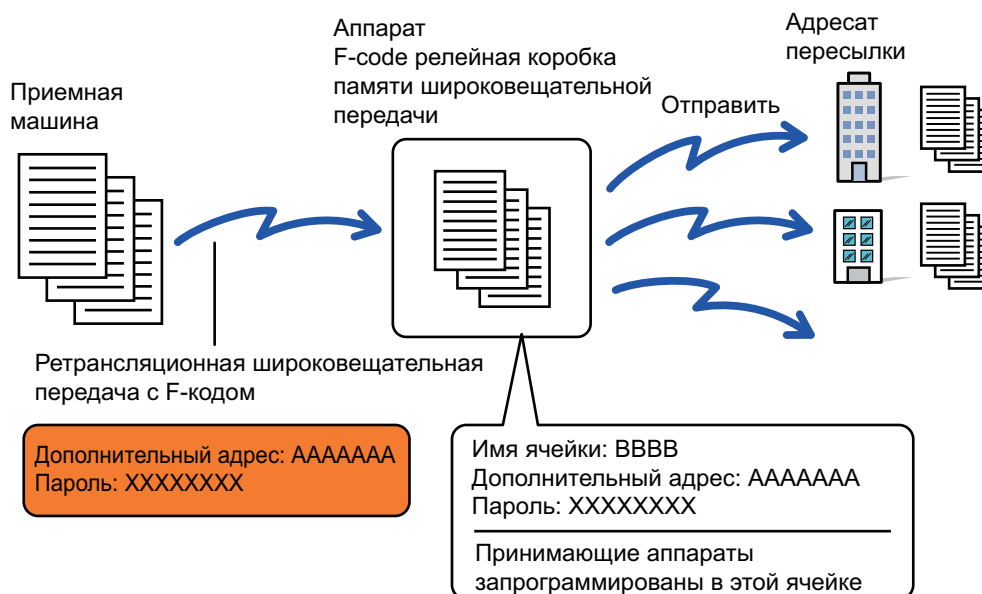 Приемная
машина
Аппарат
F-code релейная коробка
памяти широковещательной
передачи
Отправить
Адресат
пересылки
Ретрансляционная широковещательная
передача с F-кодом
Дополнительный адрес: AAAAAAA
Пароль: XXXXXXXX
Имя ячейки: BBBB
Дополнительный адрес: AAAAAAA
Пароль: XXXXXXXX
Принимающие аппараты
запрограммированы в этой ячейке